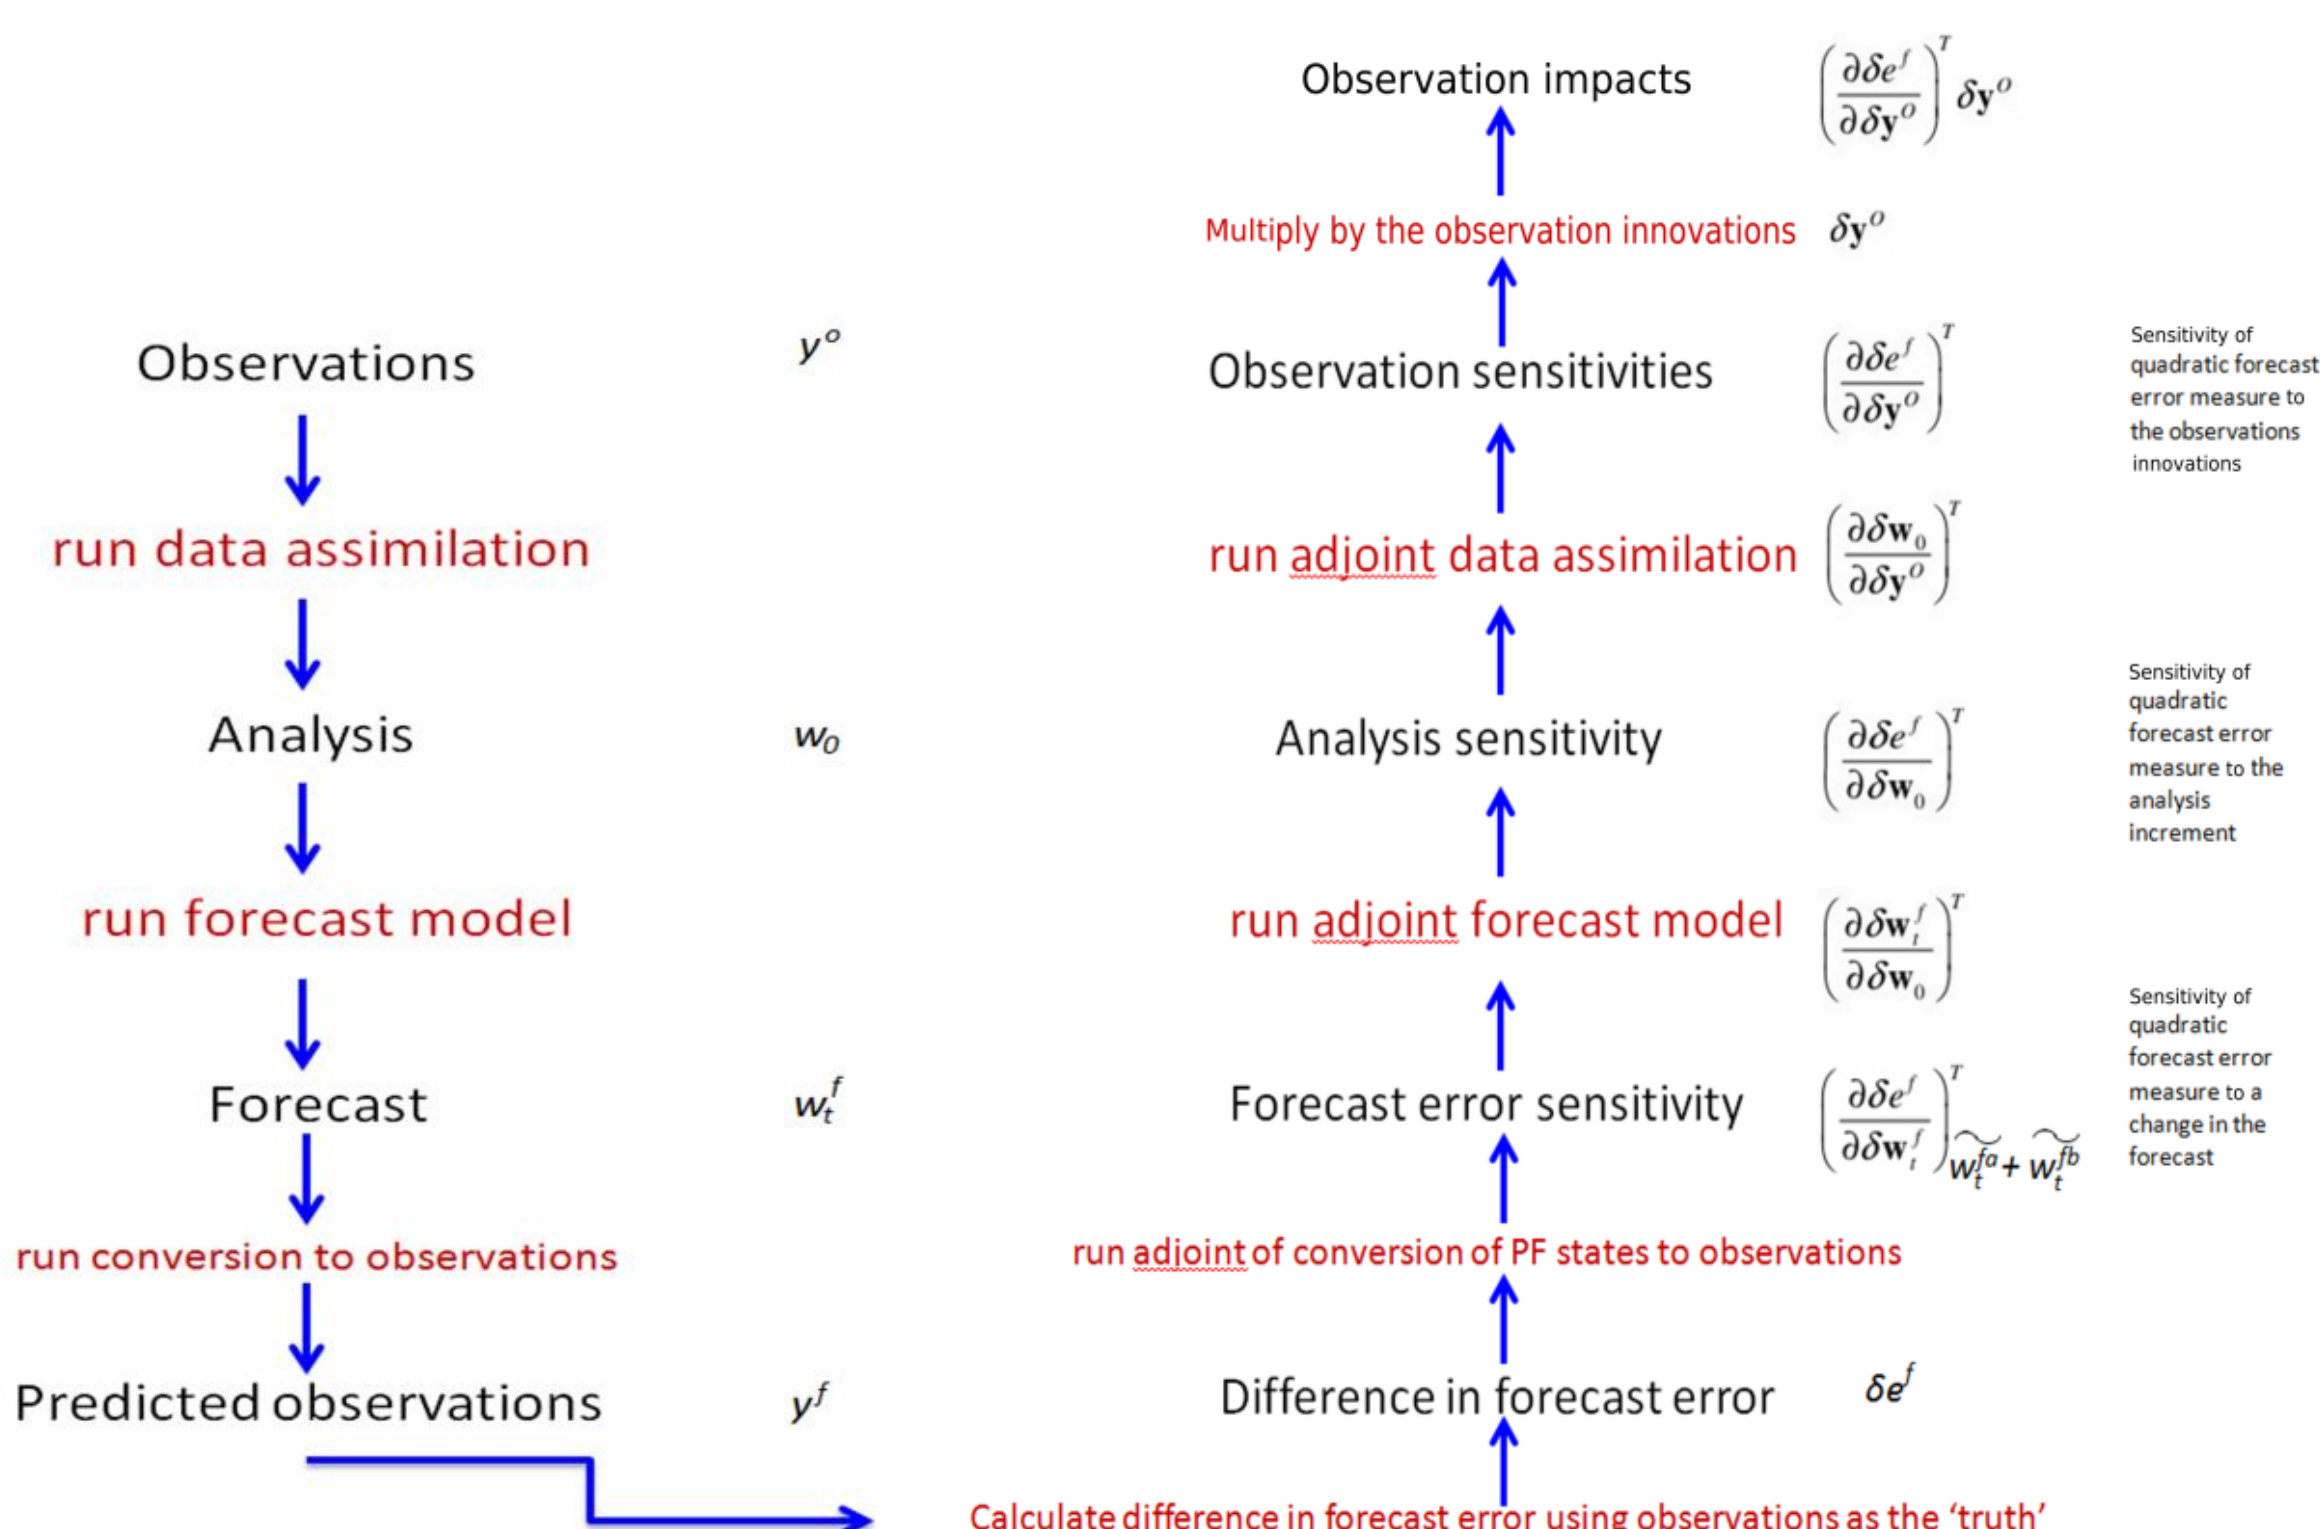 Observations
y^o
run data assimilation
Analysis
w_0
run forecast model
Forecast
w_t^f
run conversion to observations
Predicted observations
y^f
Observation impacts
(∂δe^f / ∂δy^o)^T δy^o
Multiply by the observation innovations δy^o
Observation sensitivities
(∂δe^f / ∂δy^o)^T
Sensitivity of
quadratic forecast
error measure to
the observations
innovations
run adjoint data assimilation
(∂δw_0 / ∂δy^o)^T
Analysis sensitivity
(∂δe^f / ∂δw_0)^T
Sensitivity of
quadratic
forecast error
measure to the
analysis
increment
run adjoint forecast model
(∂δw_t^f / ∂δw_0)^T
Forecast error sensitivity
(∂δe^f / ∂δw_t^f)^T
w̃_t^fa + w̃_t^fb
Sensitivity of
quadratic
forecast error
measure to a
change in the
forecast
run adjoint of conversion of PF states to observations
Difference in forecast error
δe^f
Calculate difference in forecast error using observations as the ‘truth’